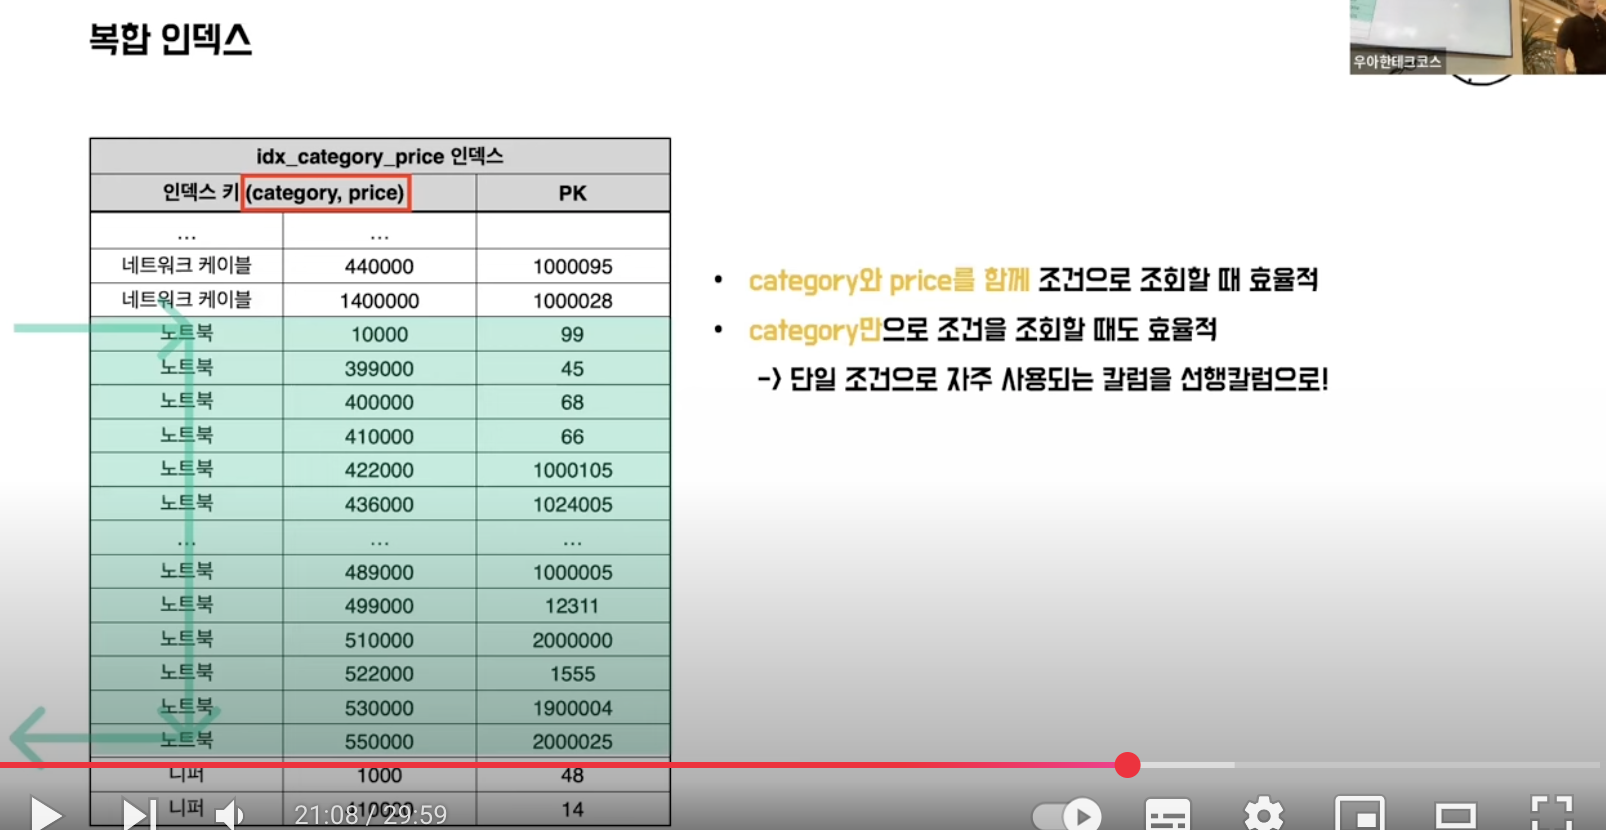 복합 인덱스
우아한테크코스
idx_category_price 인덱스
인덱스 키 (category, price) PK
... ...
네트워크 케이블 440000 1000095
네트워크 케이블 1400000 1000028
노트북 10000 99
노트북 399000 45
노트북 400000 68
노트북 410000 66
노트북 422000 1000105
노트북 436000 1024005
... ... ...
노트북 489000 1000005
노트북 499000 12311
노트북 510000 2000000
노트북 522000 1555
노트북 530000 1900004
노트북 550000 2000025
니퍼 1000 48
니퍼 110000 14
• category와 price를 함께 조건으로 조회할 때 효율적
• category만으로 조건을 조회할 때도 효율적
-> 단일 조건으로 자주 사용되는 칼럼을 선행칼럼으로!
21:08 / 29:59